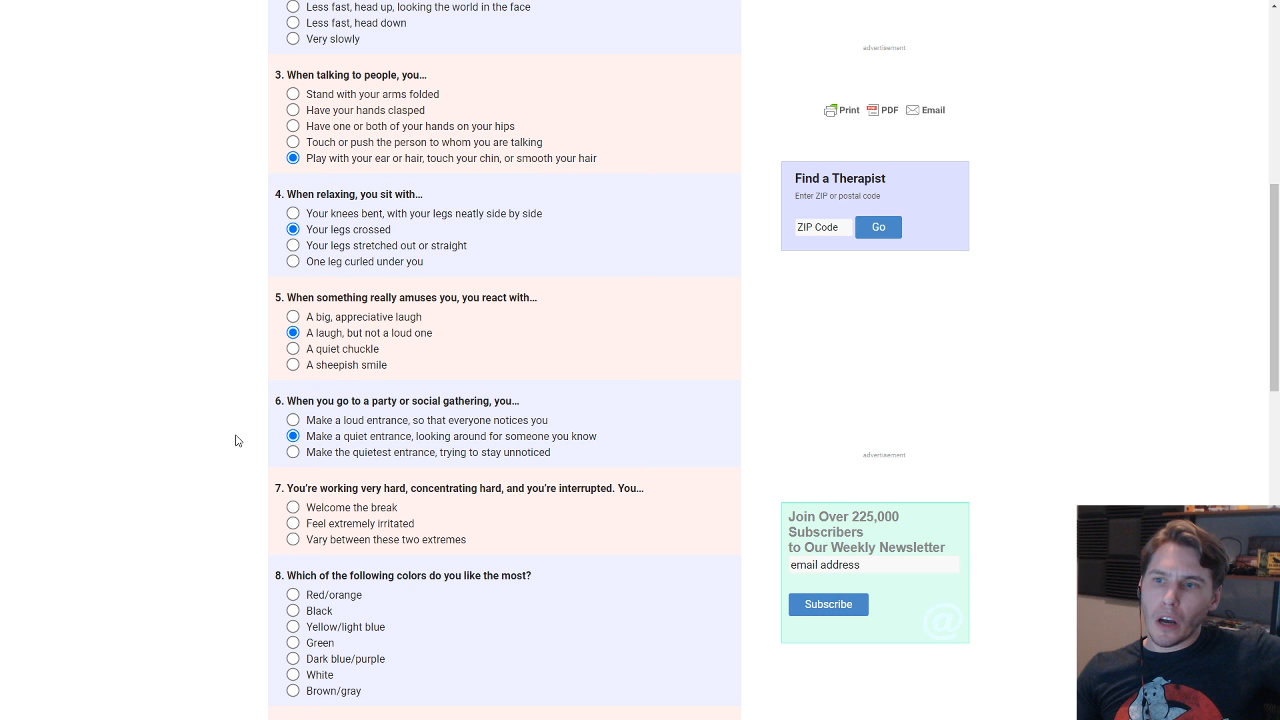 Less fast, head up, looking the world in the face
Less fast, head down
Very slowly
3. When talking to people, you...
Stand with your arms folded
Have your hands clasped
Have one or both of your hands on your hips
Touch or push the person to whom you are talking
Play with your ear or hair, touch your chin, or smooth your hair
4. When relaxing, you sit with...
Your knees bent, with your legs neatly side by side
Your legs crossed
Your legs stretched out or straight
One leg curled under you
5. When something really amuses you, you react with...
A big, appreciative laugh
A laugh, but not a loud one
A quiet chuckle
A sheepish smile
6. When you go to a party or social gathering, you...
Make a loud entrance, so that everyone notices you
Make a quiet entrance, looking around for someone you know
Make the quietest entrance, trying to stay unnoticed
7. You're working very hard, concentrating hard, and you're interrupted. You...
Welcome the break
Feel extremely irritated
Vary between these two extremes
8. Which of the following colors do you like the most?
Red/orange
Black
Yellow/light blue
Green
Dark blue/purple
White
Brown/gray
advertisement
Print PDF Email
Find a Therapist
Enter ZIP or postal code
ZIP Code Go
advertisement
Join Over 225,000
Subscribers
to Our Weekly Newsletter
email address
Subscribe
@